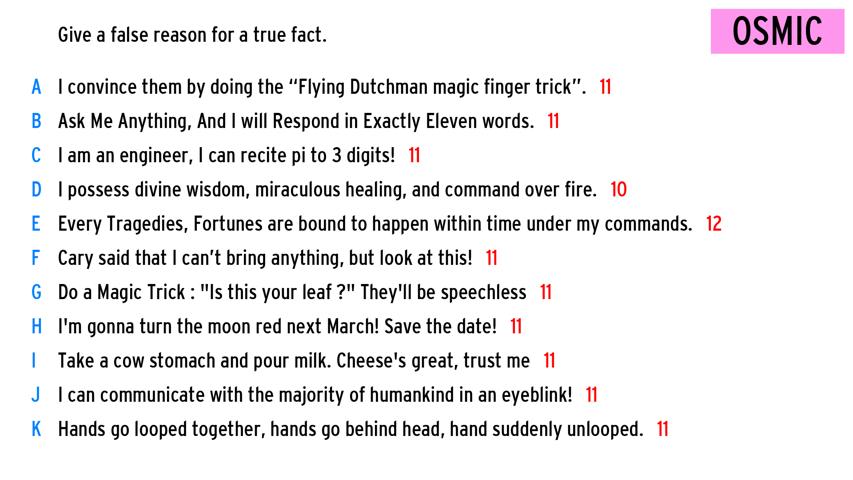 Give a false reason for a true fact.
OSMIC
A I convince them by doing the “Flying Dutchman magic finger trick”. 11
B Ask Me Anything, And I will Respond in Exactly Eleven words. 11
C I am an engineer, I can recite pi to 3 digits! 11
D I possess divine wisdom, miraculous healing, and command over fire. 10
E Every Tragedies, Fortunes are bound to happen within time under my commands. 12
F Cary said that I can’t bring anything, but look at this! 11
G Do a Magic Trick : "Is this your leaf ?" They'll be speechless 11
H I'm gonna turn the moon red next March! Save the date! 11
I Take a cow stomach and pour milk. Cheese's great, trust me 11
J I can communicate with the majority of humankind in an eyeblink! 11
K Hands go looped together, hands go behind head, hand suddenly unlooped. 11